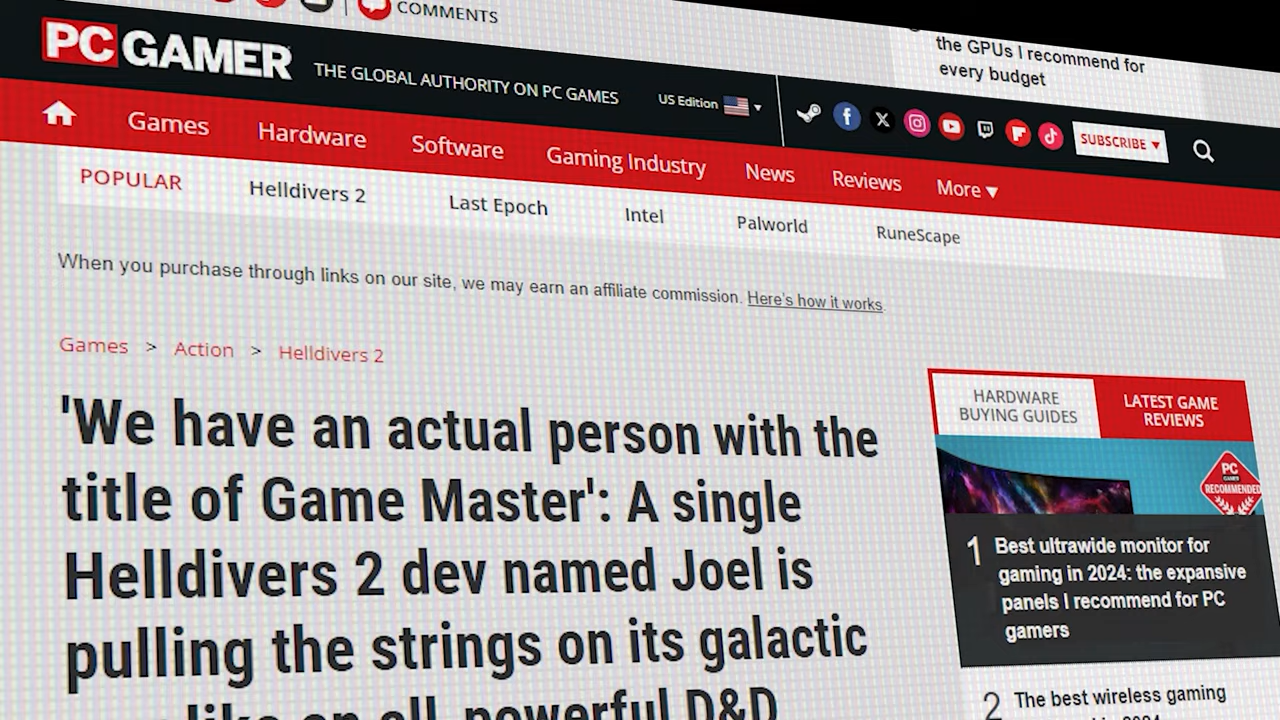 COMMENTS
the GPUs I recommend for
every budget
PC GAMER THE GLOBAL AUTHORITY ON PC GAMES US Edition SUBSCRIBE
Games Hardware Software Gaming Industry News Reviews More
POPULAR Helldivers 2 Last Epoch Intel Palworld RuneScape
When you purchase through links on our site, we may earn an affiliate commission. Here's how it works.
Games > Action > Helldivers 2
'We have an actual person with the
title of Game Master': A single
Helldivers 2 dev named Joel is
pulling the strings on its galactic
like an all-powerful D&D
HARDWARE
BUYING GUIDES
LATEST GAME
REVIEWS
PC
GAMER
RECOMMENDED
1 Best ultrawide monitor for
gaming in 2024: the expansive
panels I recommend for PC
gamers
2 The best wireless gaming